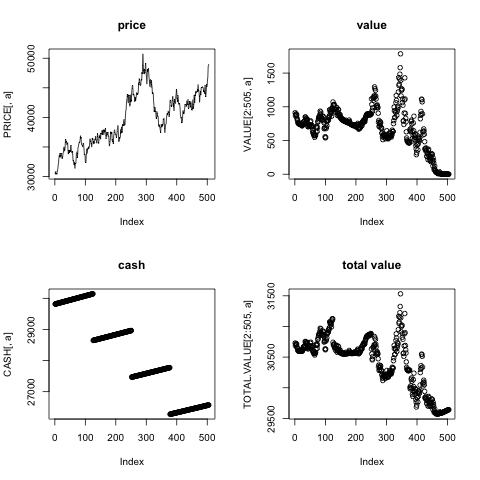 price
PRICE[, a]
30000 40000 50000
0 100 200 300 400 500
Index
value
VALUE[2:505, a]
0 500 1000 1500
0 100 200 300 400 500
Index
cash
CASH[, a]
27000 29000
0 100 200 300 400 500
Index
total value
TOTAL.VALUE[2:505, a]
29500 30500 31500
0 100 200 300 400 500
Index